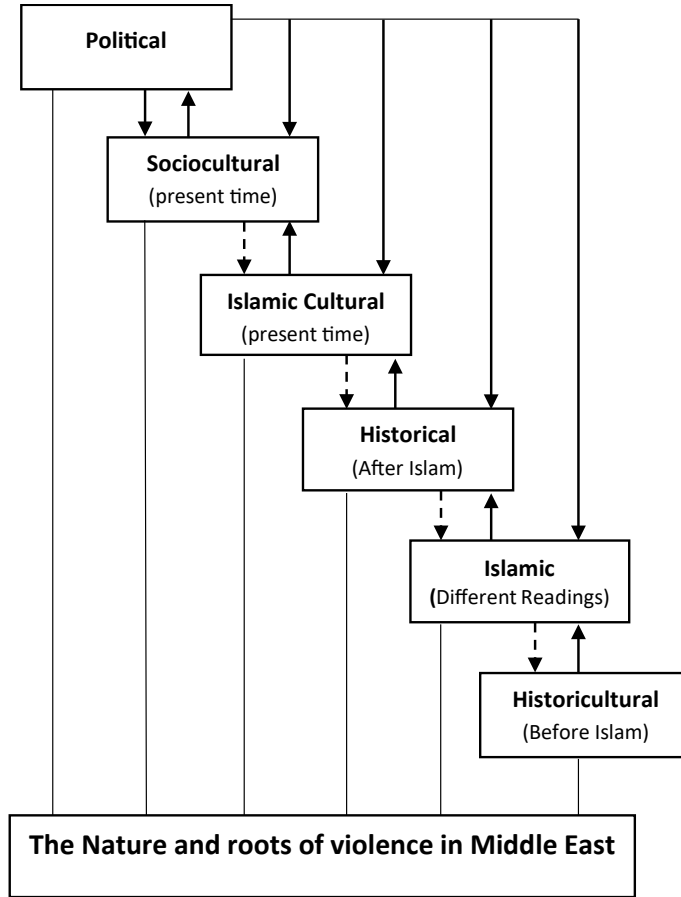 Political
Sociocultural
(present time)
Islamic Cultural
(present time)
Historical
(After Islam)
Islamic
(Different Readings)
Historicultural
(Before Islam)
The Nature and roots of violence in Middle East